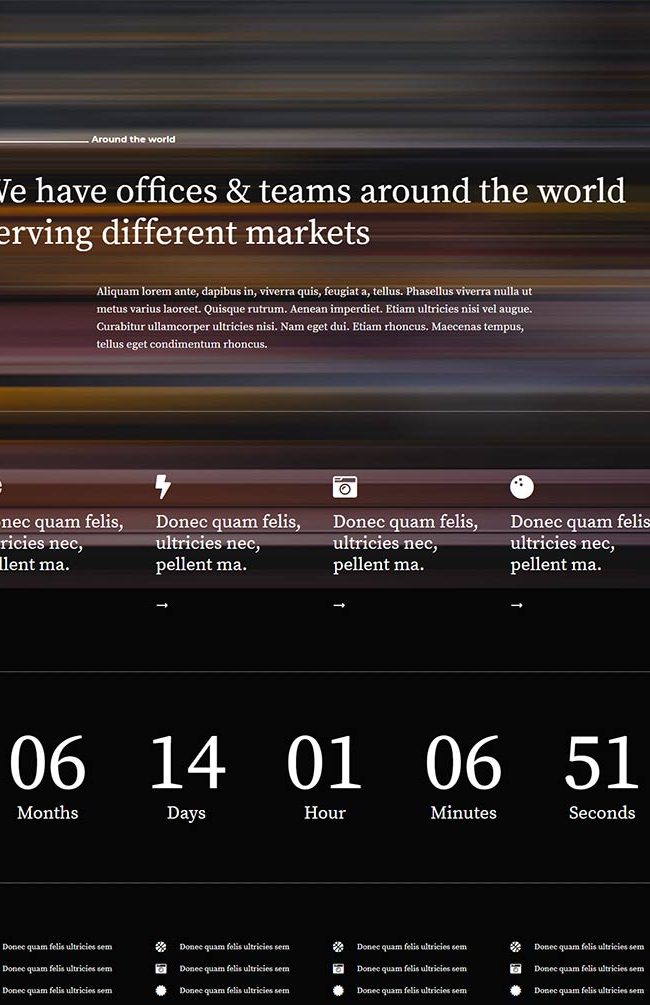 Around the world
We have offices & teams around the world
erving different markets
Aliquam lorem ante, dapibus in, viverra quis, feugiat a, tellus. Phasellus viverra nulla ut
metus varius laoreet. Quisque rutrum. Aenean imperdiet. Etiam ultricies nisi vel augue.
Curabitur ullamcorper ultricies nisi. Nam eget dui. Etiam rhoncus. Maecenas tempus,
tellus eget condimentum rhoncus.
nec quam felis,
ricies nec,
llent ma.
Donec quam felis,
ultricies nec,
pellent ma.
→
Donec quam felis,
ultricies nec,
pellent ma.
→
Donec quam felis
ultricies nec,
pellent ma.
→
06 14 01 06 51
Months Days Hour Minutes Seconds
Donec quam felis ultricies sem Donec quam felis ultricies sem Donec quam felis ultricies sem Donec quam felis ultricies sem
Donec quam felis ultricies sem Donec quam felis ultricies sem Donec quam felis ultricies sem Donec quam felis ultricies sem
Donec quam felis ultricies sem Donec quam felis ultricies sem Donec quam felis ultricies sem Donec quam felis ultricies sem